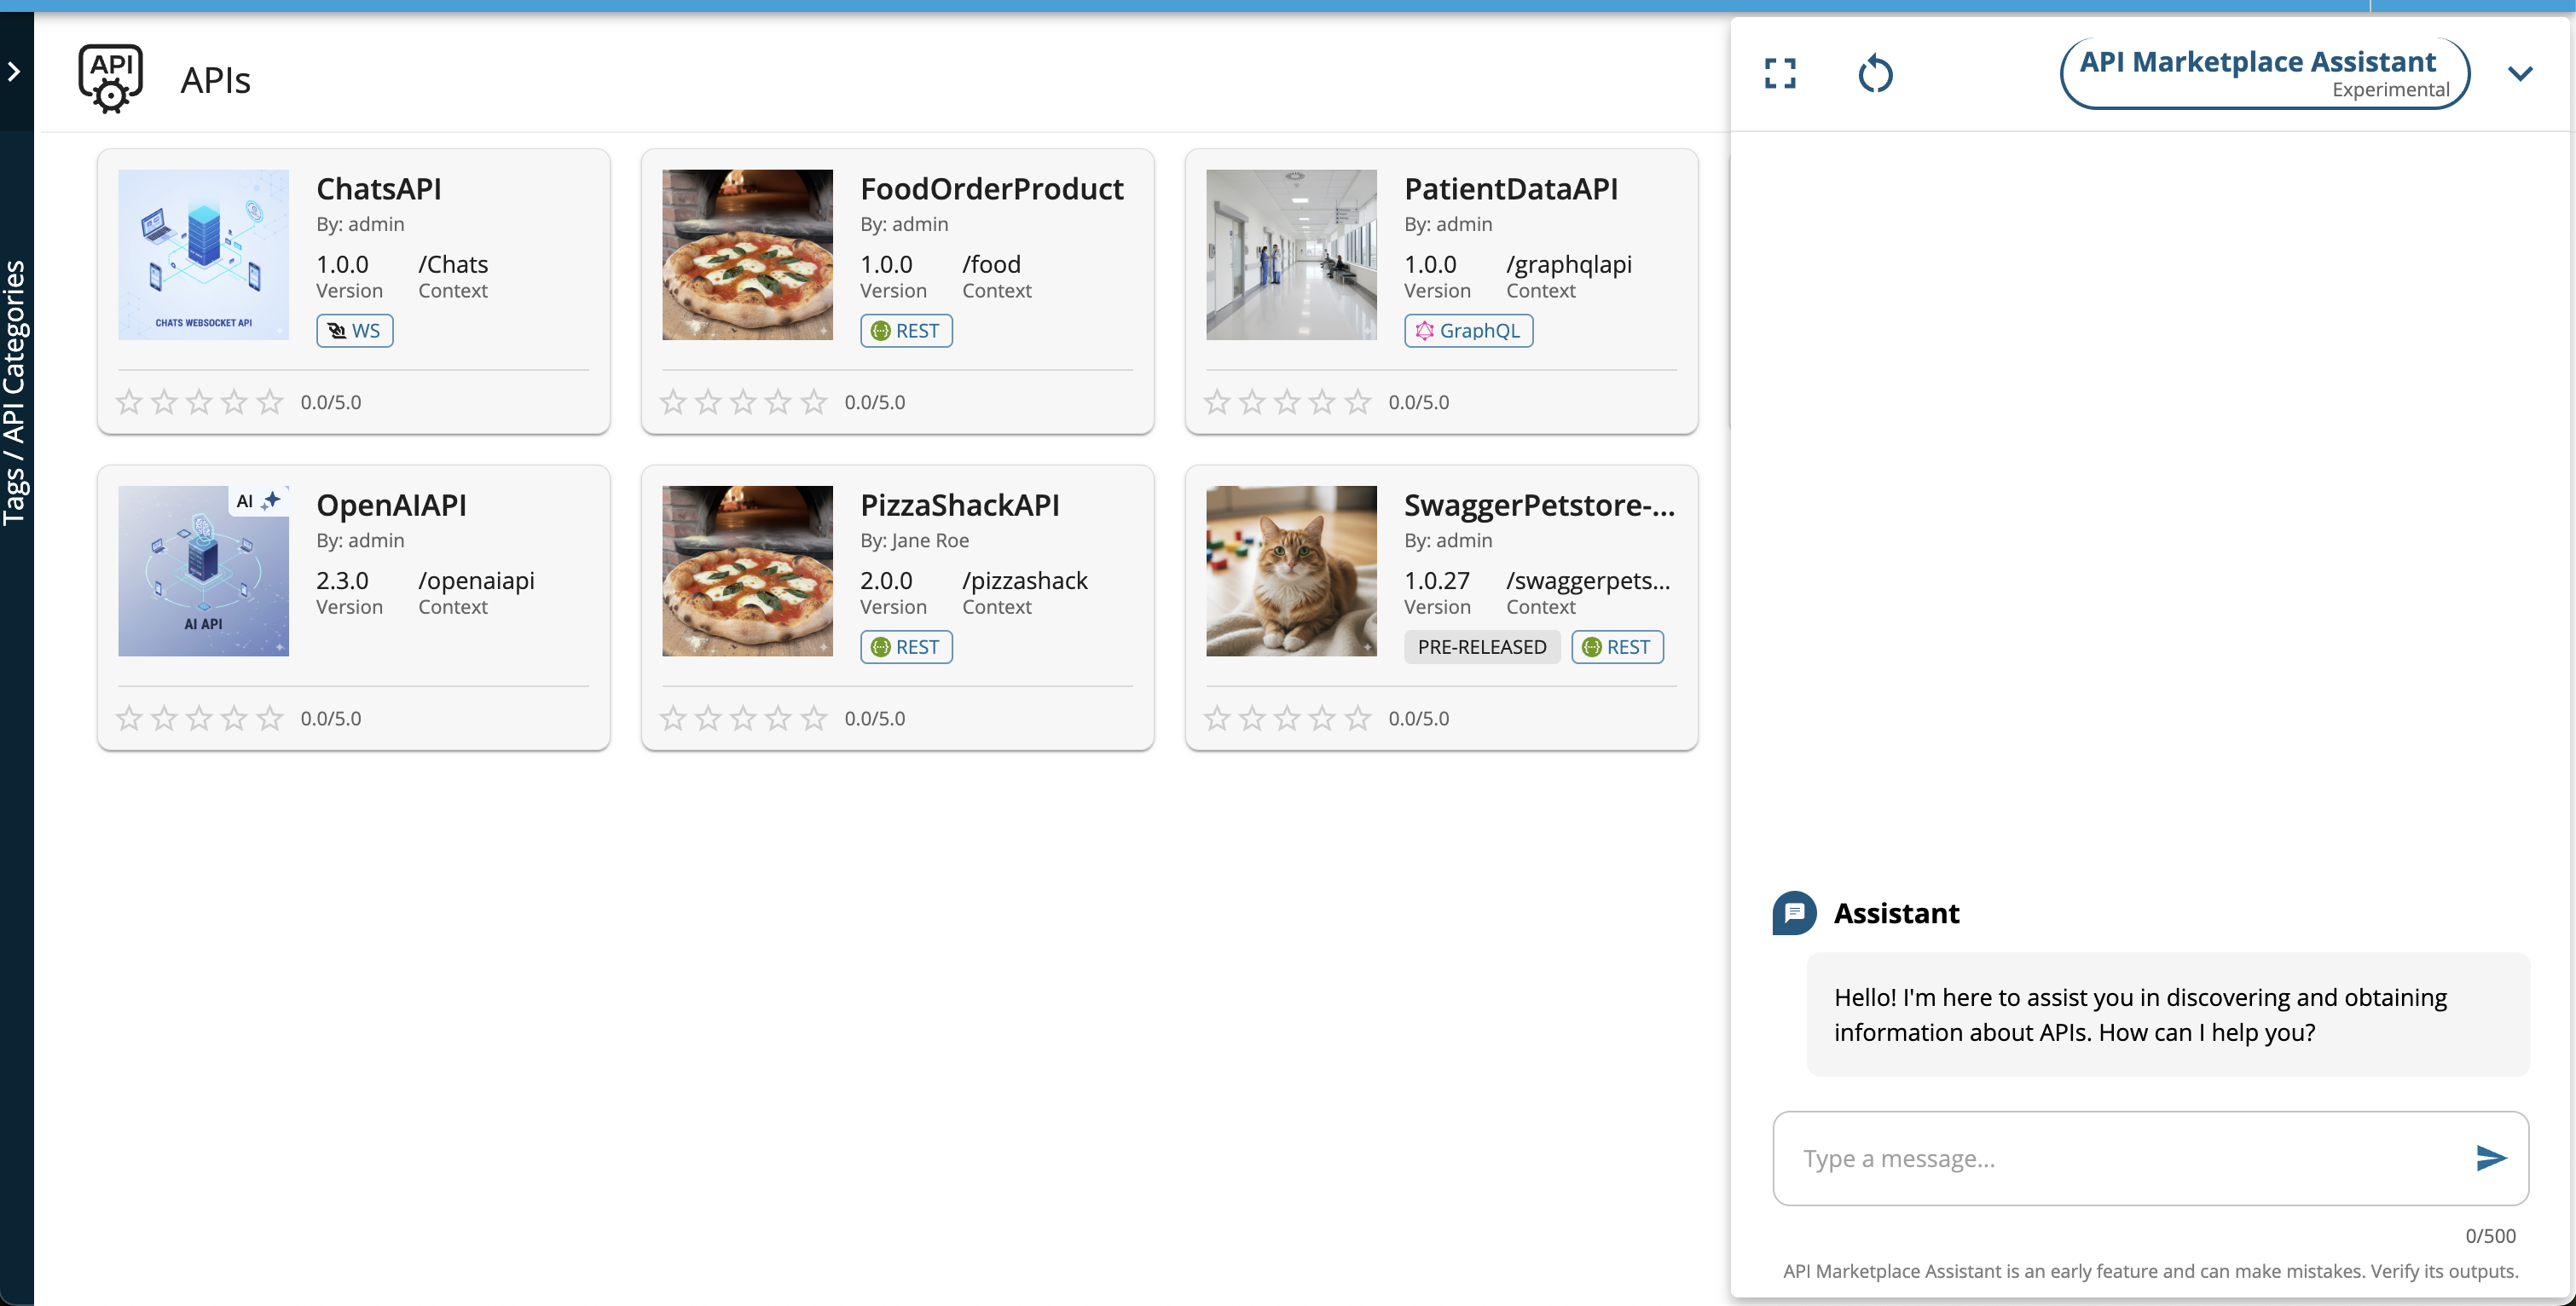 API
APIs
Tags / API Categories
ChatsAPI
By: admin
1.0.0 /Chats
Version Context
WS
CHATS WEBSOCKET API
0.0/5.0
FoodOrderProduct
By: admin
1.0.0 /food
Version Context
REST
0.0/5.0
PatientDataAPI
By: admin
1.0.0 /graphqlapi
Version Context
GraphQL
0.0/5.0
AI
OpenAIAPI
By: admin
2.3.0 /openaiapi
Version Context
AI API
0.0/5.0
PizzaShackAPI
By: Jane Roe
2.0.0 /pizzashack
Version Context
REST
0.0/5.0
SwaggerPetstore-...
By: admin
1.0.27 /swaggerpets...
Version Context
PRE-RELEASED REST
0.0/5.0
API Marketplace Assistant
Experimental
Assistant
Hello! I'm here to assist you in discovering and obtaining
information about APIs. How can I help you?
Type a message...
0/500
API Marketplace Assistant is an early feature and can make mistakes. Verify its outputs.